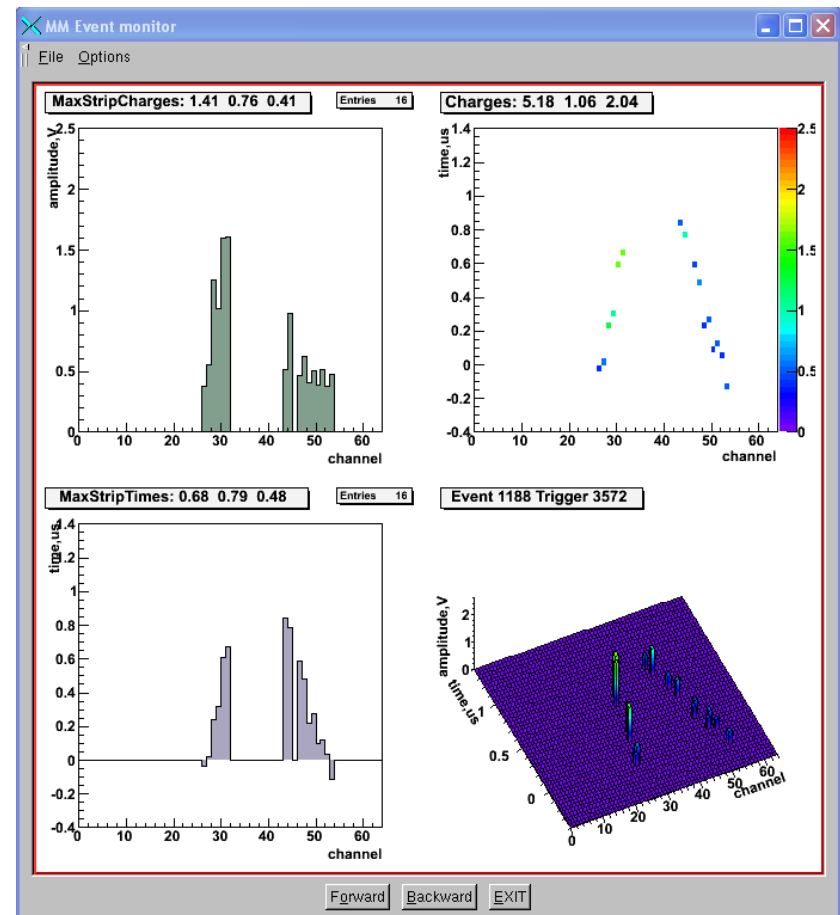 MM Event monitor
File Options
MaxStripCharges: 1.41 0.76 0.41
Entries 16
amplitude,V
2.5
2
1.5
1
0.5
0
0 10 20 30 40 50 60
channel
Charges: 5.18 1.06 2.04
time,us
1.4
1.2
1
0.8
0.6
0.4
0.2
0
-0.2
-0.4
0 10 20 30 40 50 60
channel
2.5
2
1.5
1
0.5
0
MaxStripTimes: 0.68 0.79 0.48
Entries 16
time,us
1.4
1.2
1
0.8
0.6
0.4
0.2
0
-0.2
-0.4
0 10 20 30 40 50 60
channel
Event 1188 Trigger 3572
amplitude,V
2
1
0
time,us
1
0.5
0
0 10 20 30 40 50 60
channel
Forward Backward EXIT